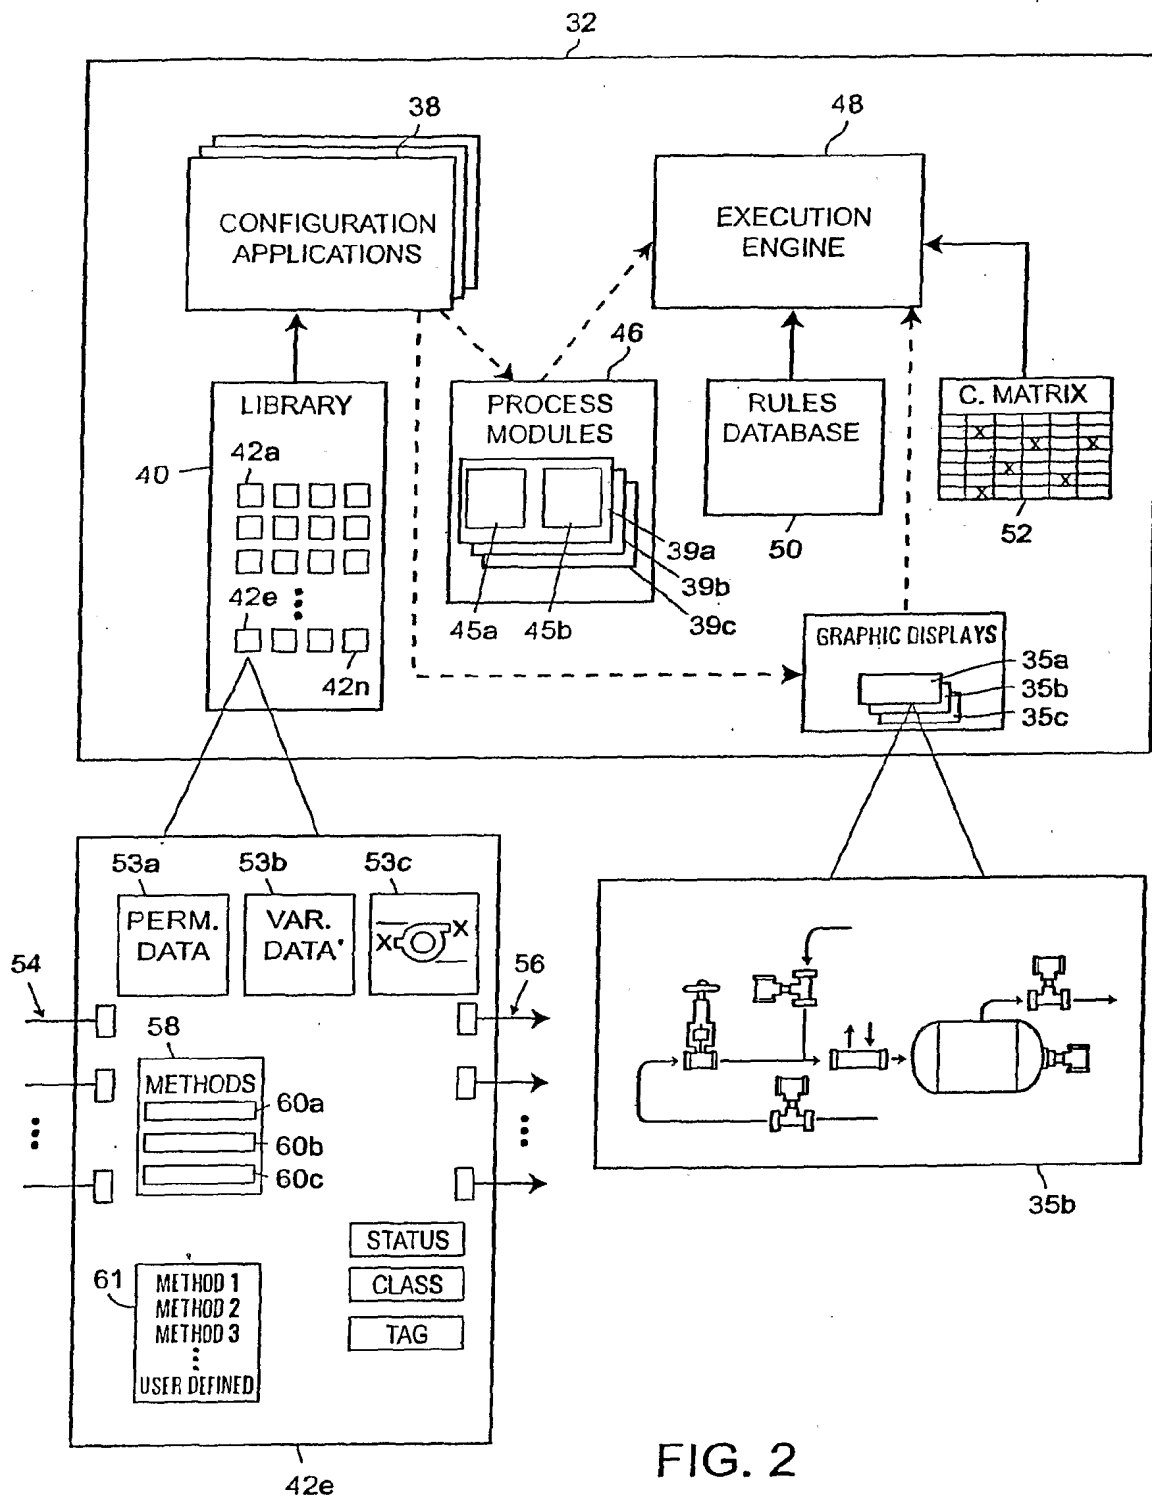 32
38
48
CONFIGURATION
APPLICATIONS
EXECUTION
ENGINE
46
LIBRARY
40
42a
42e
42n
PROCESS
MODULES
39a
39b
39c
45a
45b
RULES
DATABASE
50
C. MATRIX
X
X
X
X
X
X
52
GRAPHIC DISPLAYS
35a
35b
35c
53a
53b
53c
PERM.
DATA
VAR.
DATA'
X
X
54
56
58
METHODS
60a
60b
60c
61
METHOD 1
METHOD 2
METHOD 3
USER DEFINED
STATUS
CLASS
TAG
42e
35b
FIG. 2